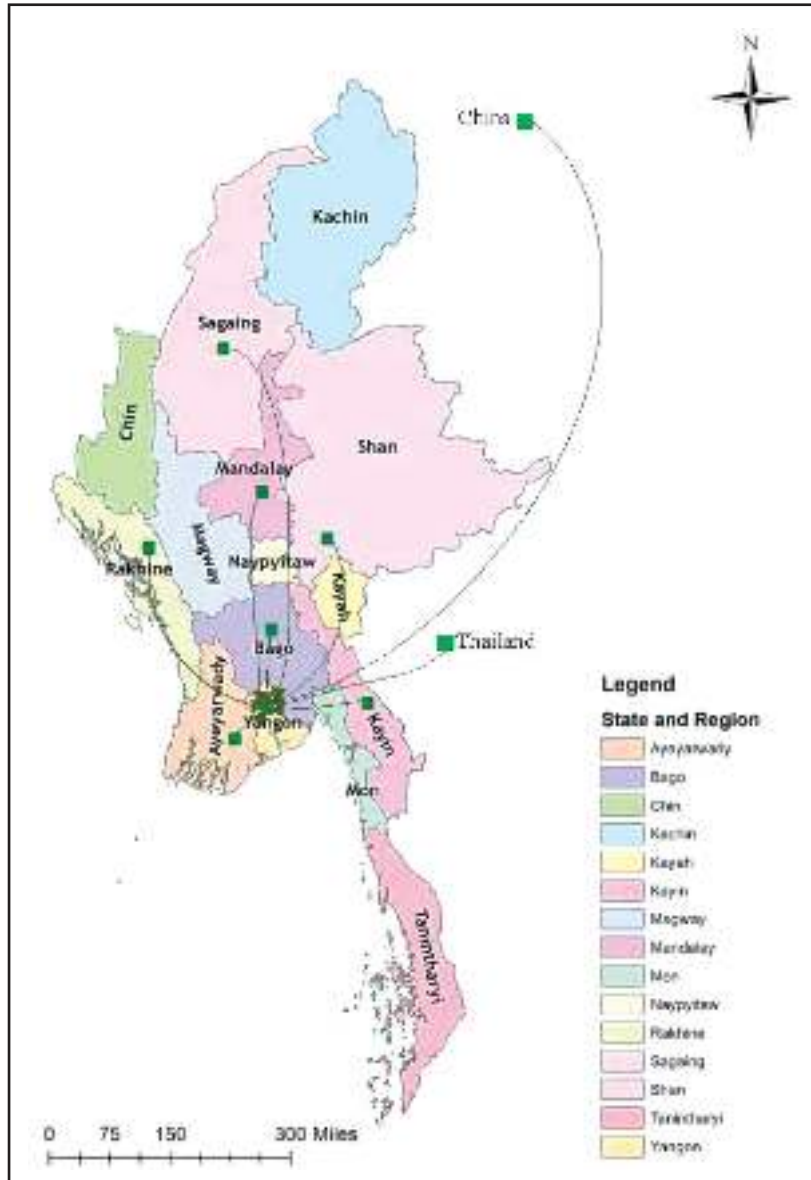 N
China
Kachin
Sagaing
Chin
Shan
Mandalay
Magway
Rakhine
Naypyitaw
Kayah
Bago
Thailand
Ayeyarwady
Yangon
Kayin
Mon
Tanintharyi
Legend
State and Region
Ayeyarwady
Bago
Chin
Kachin
Kayah
Kayin
Magway
Mandalay
Mon
Naypyitaw
Rakhine
Sagaing
Shan
Tanintharyi
Yangon
0 75 150 300 Miles